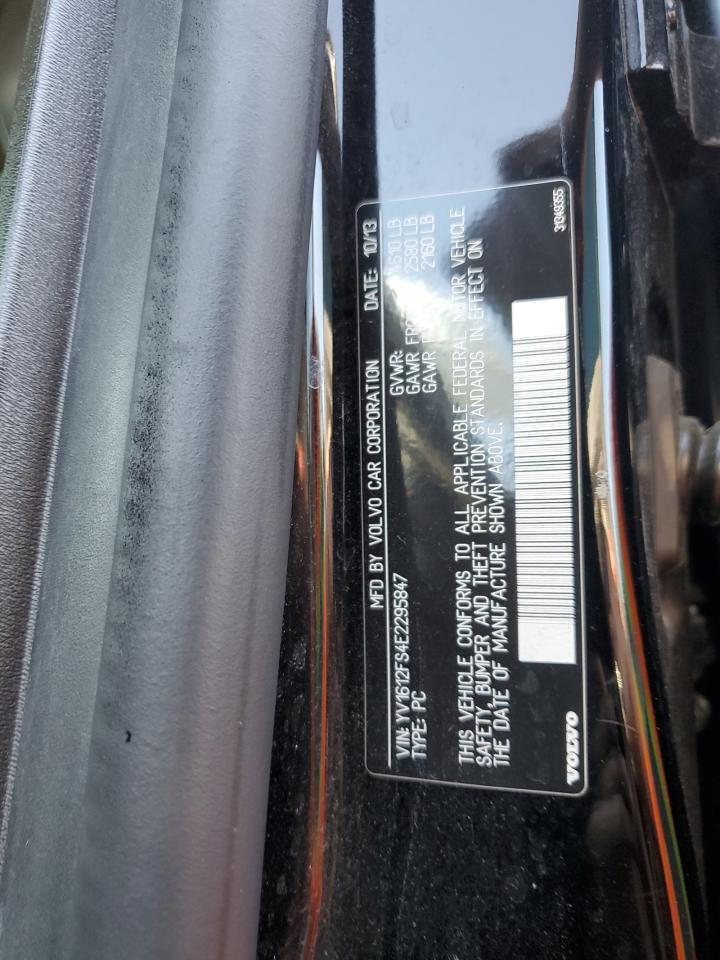 MFD BY VOLVO CAR CORPORATION DATE: 10/13
VIN: YV1612FS4E2295847 GVWR: 4610 LB
TYPE: PC GAWR 2580 LB
GAWR 2160 LB
THIS VEHICLE CONFORMS TO ALL APPLICABLE FEDERAL MOTOR VEHICLE
SAFETY, BUMPER AND THEFT PREVENTION STANDARDS IN EFFECT ON
THE DATE OF MANUFACTURE SHOWN ABOVE.
VOLVO
31349355